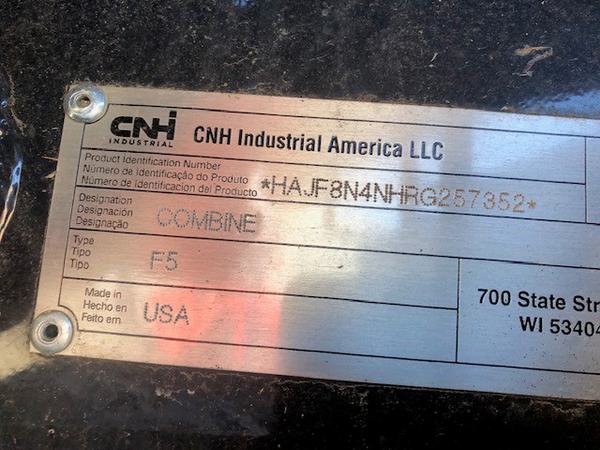 CNH
INDUSTRIAL
CNH Industrial America LLC
Product Identification Number
Número de Identificação do Produto
Número de Identificacion del Producto
*HAJF8N4NHRG257352*
Designation
Designación
Designação
COMBINE
Type
Tipo
Tipo
F5
Made in
Hecho en
Feito em
USA
700 State Str
WI 53404